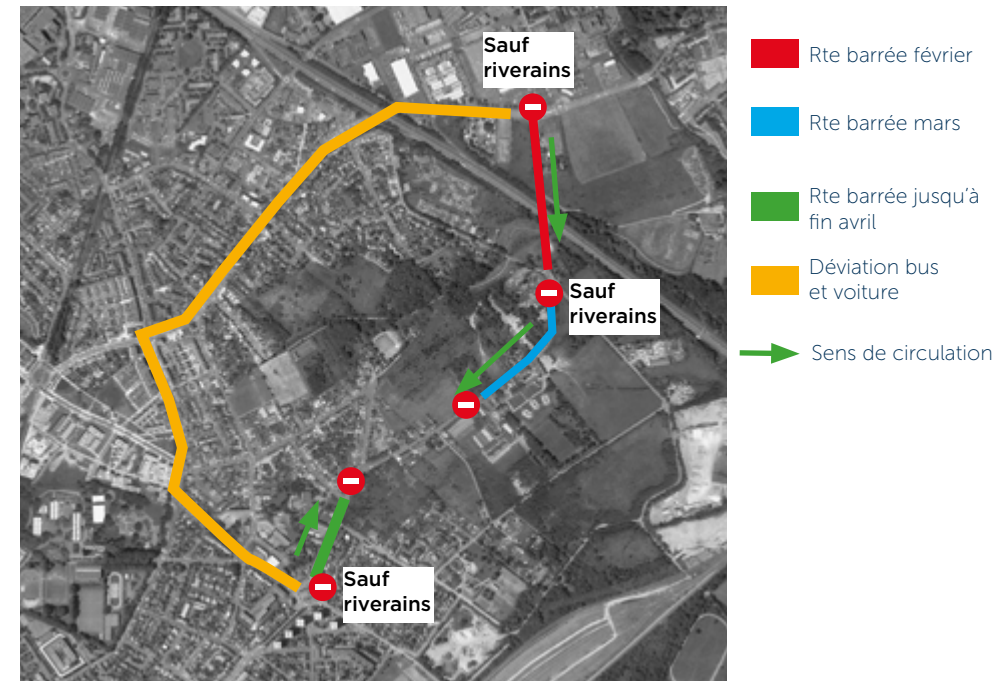 Sauf
riverains
Sauf
riverains
Sauf
riverains
Rte barrée février
Rte barrée mars
Rte barrée jusqu'à
fin avril
Déviation bus
et voiture
Sens de circulation